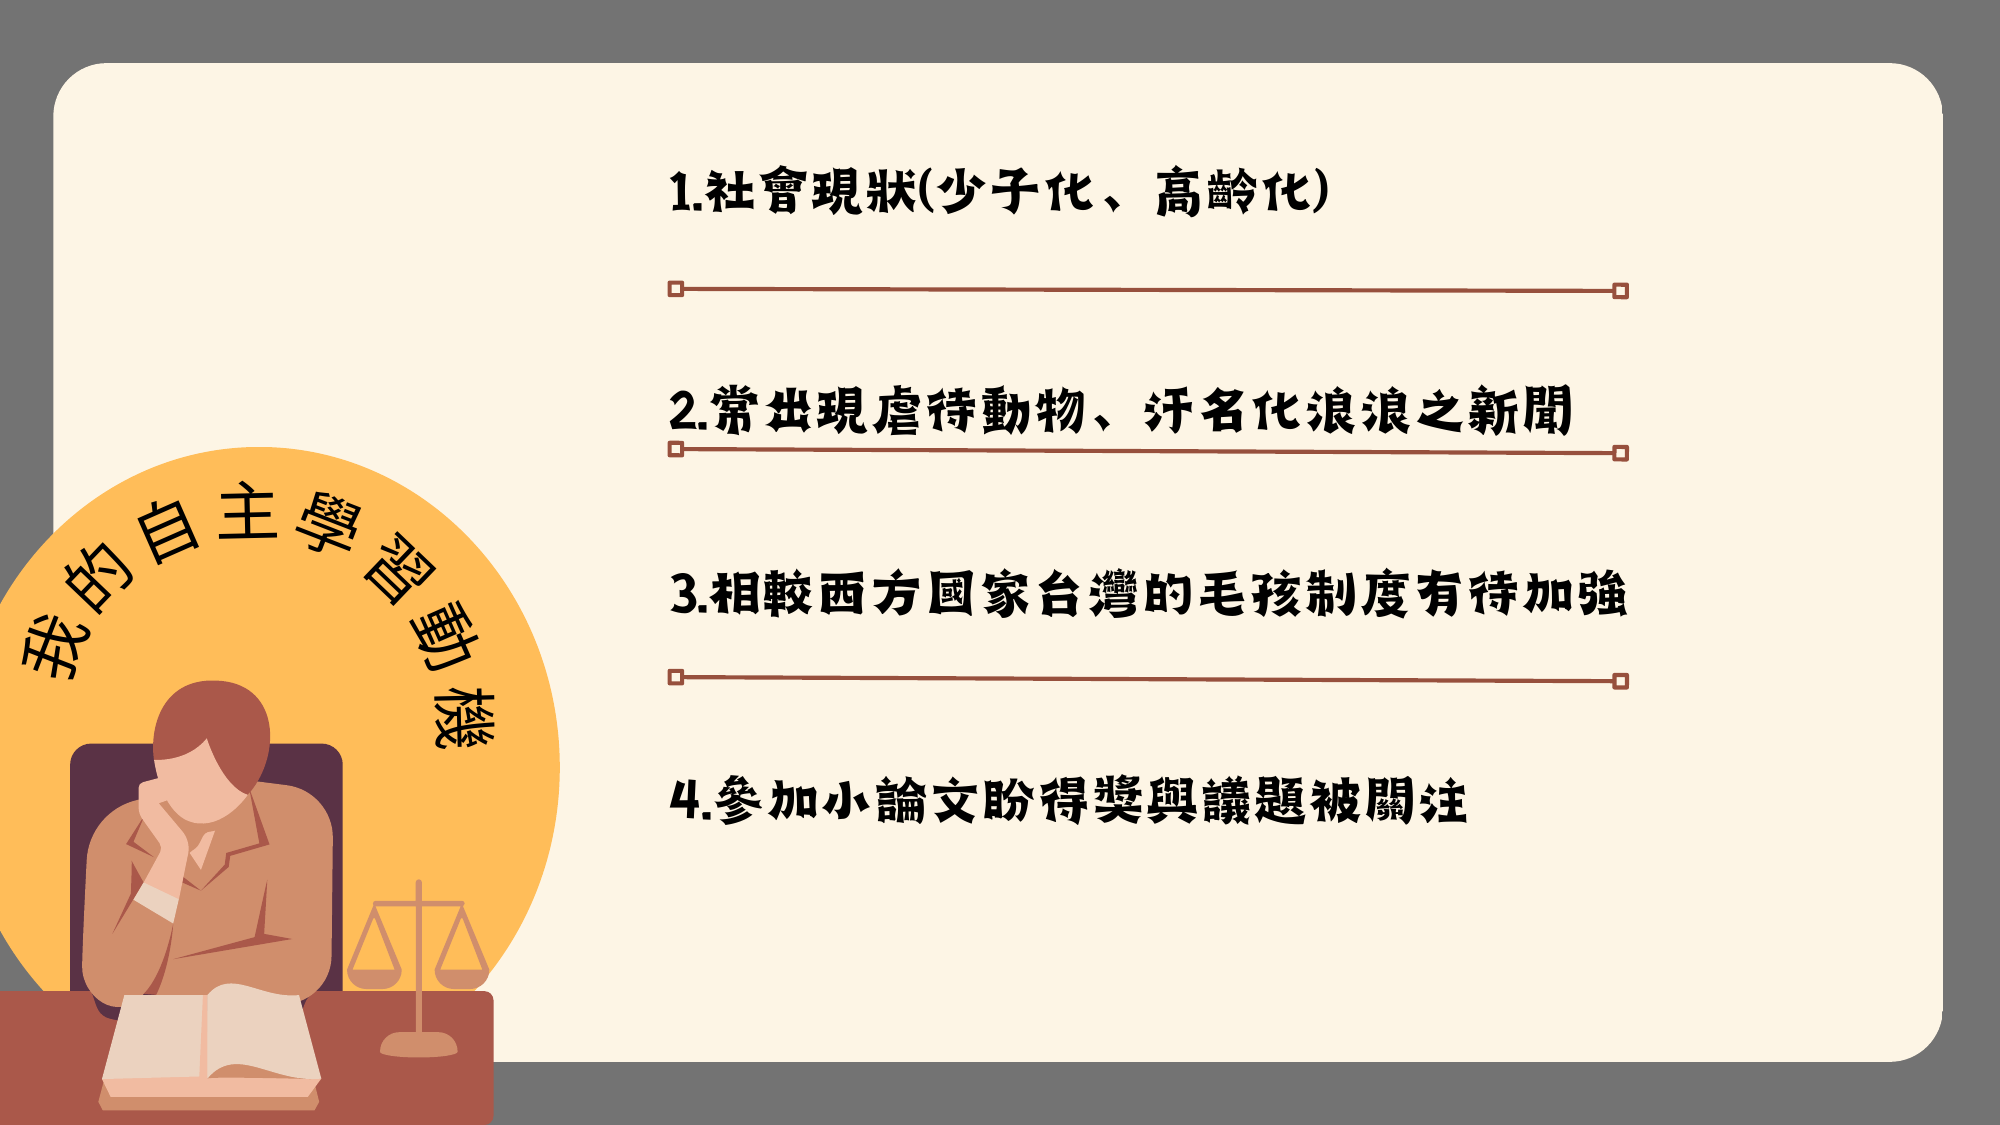 我的自主學習動機
1.社會現狀(少子化、高齡化)
2.常出現虐待動物、汙名化浪浪之新聞
3.相較西方國家台灣的毛孩制度有待加強
4.參加小論文盼得獎與議題被關注